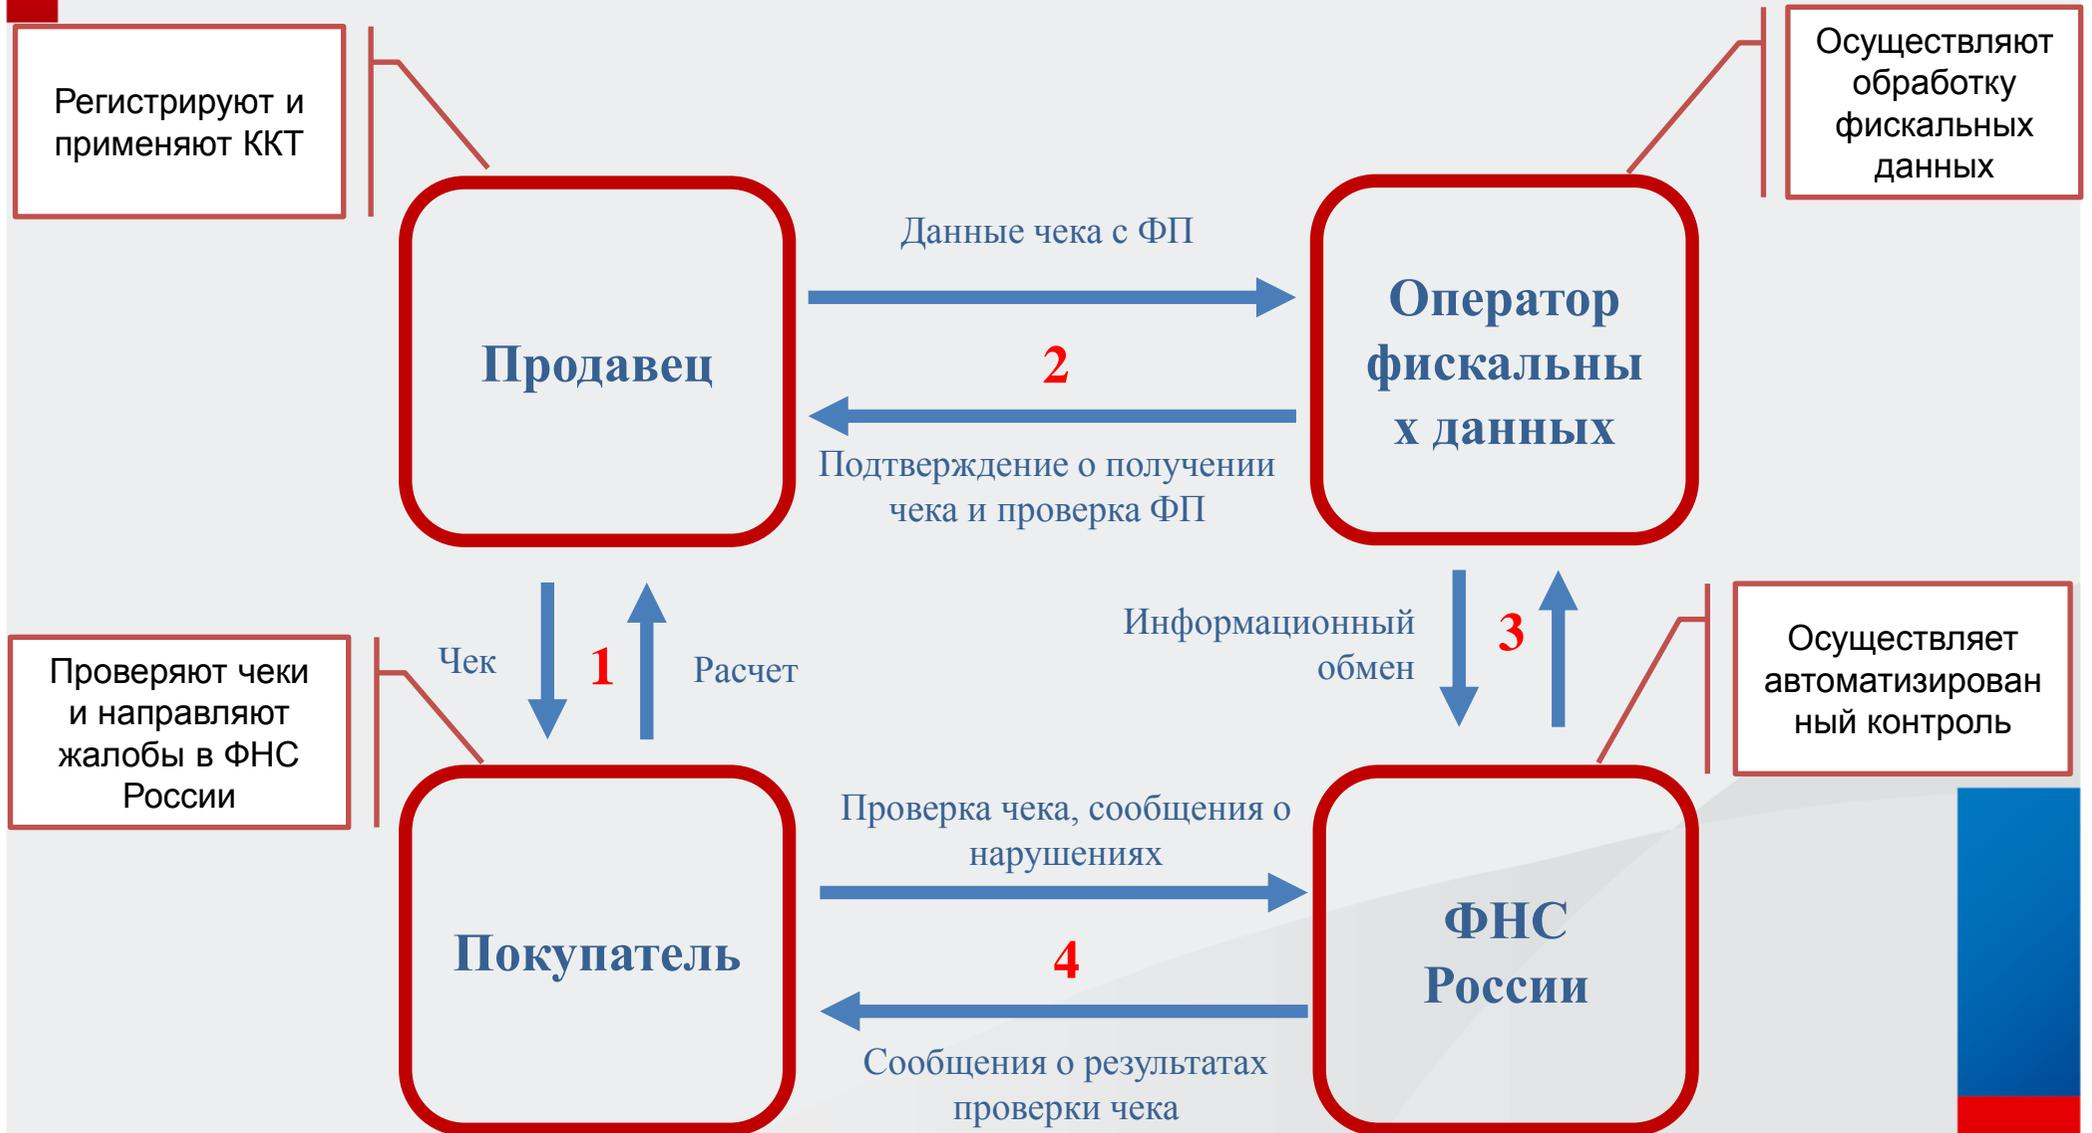 Регистрируют и
применяют ККТ
Осуществляют
обработку
фискальных
данных
Данные чека с ФП
Продавец
2
Оператор
фискальны
х данных
Подтверждение о получении
чека и проверка ФП
Чек
1
Расчет
Информационный
обмен
3
Проверяют чеки
и направляют
жалобы в ФНС
России
Осуществляет
автоматизирован
ный контроль
Проверка чека, сообщения о
нарушениях
Покупатель
4
ФНС
России
Сообщения о результатах
проверки чека